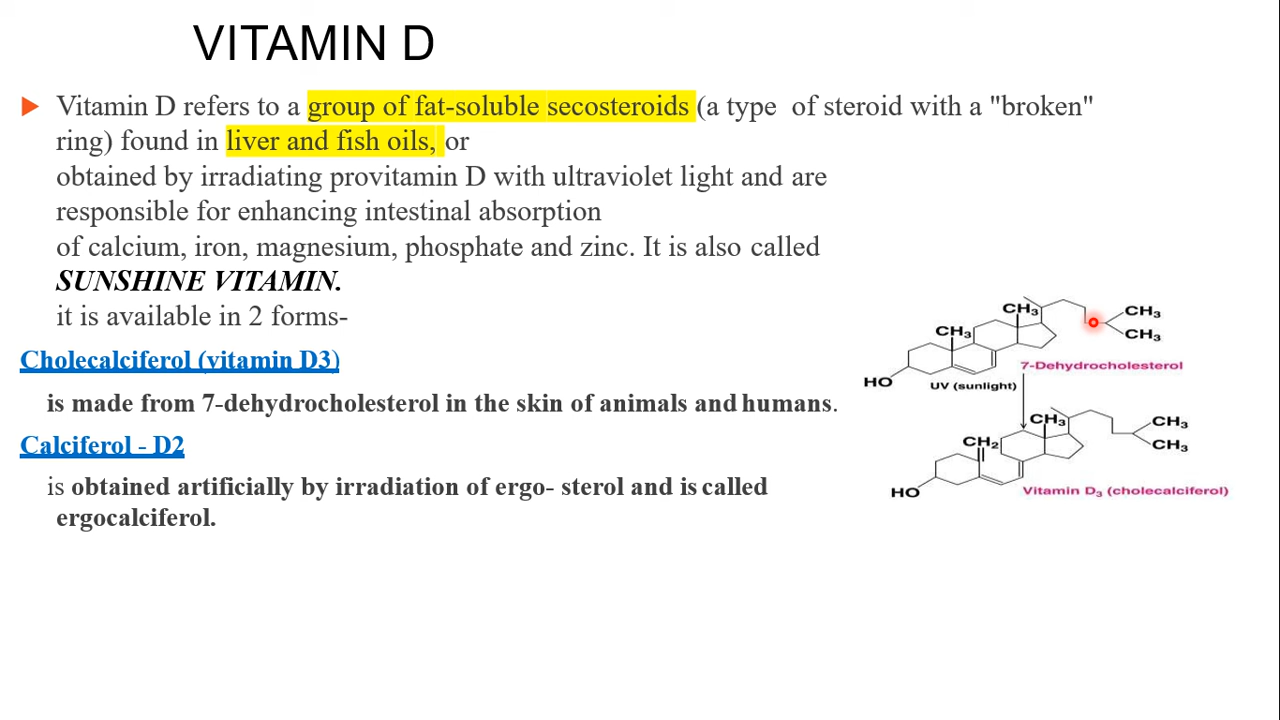 VITAMIN D
Vitamin D refers to a group of fat-soluble secosteroids (a type of steroid with a "broken"
ring) found in liver and fish oils, or
obtained by irradiating provitamin D with ultraviolet light and are
responsible for enhancing intestinal absorption
of calcium, iron, magnesium, phosphate and zinc. It is also called
SUNSHINE VITAMIN.
it is available in 2 forms-
Cholecalciferol (vitamin D3)
is made from 7-dehydrocholesterol in the skin of animals and humans.
Calciferol - D2
is obtained artificially by irradiation of ergo- sterol and is called
ergocalciferol.
CH3
CH3
CH3
CH3
HO
7-Dehydrocholesterol
UV (sunlight)
CH3
CH3
CH2
CH3
HO
Vitamin D3 (cholecalciferol)